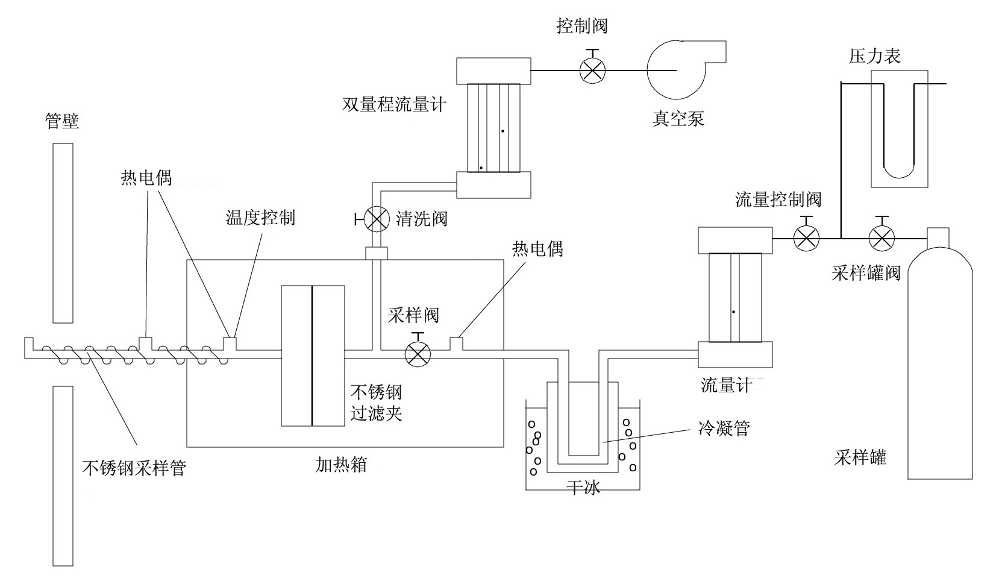 控制阀
压力表
双量程流量计
真空泵
管壁
热电偶
流量控制阀
温度控制
清洗阀
热电偶
采样罐阀
采样阀
不锈钢
过滤夹
流量计
冷凝管
采样罐
不锈钢采样管
加热箱
干冰